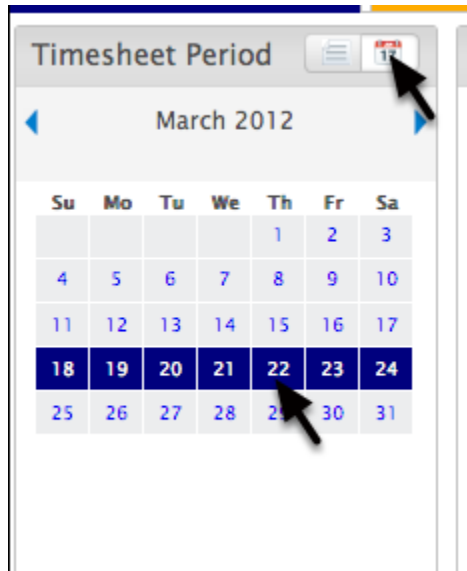 Timesheet Period 17
March 2012
Su Mo Tu We Th Fr Sa
1 2 3
4 5 6 7 8 9 10
11 12 13 14 15 16 17
18 19 20 21 22 23 24
25 26 27 28 29 30 31